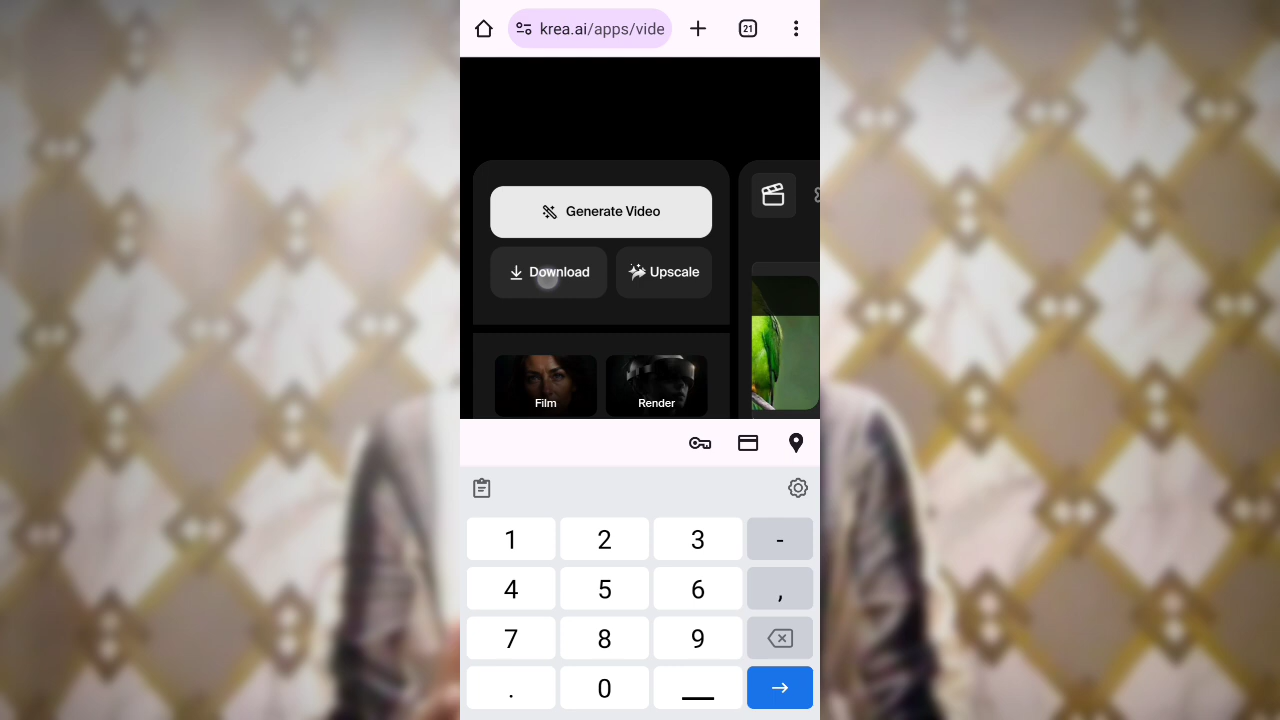 krea.ai/apps/vide
21
Generate Video
Download
Upscale
Film
Render
1 2 3 -
4 5 6 ,
7 8 9
. 0